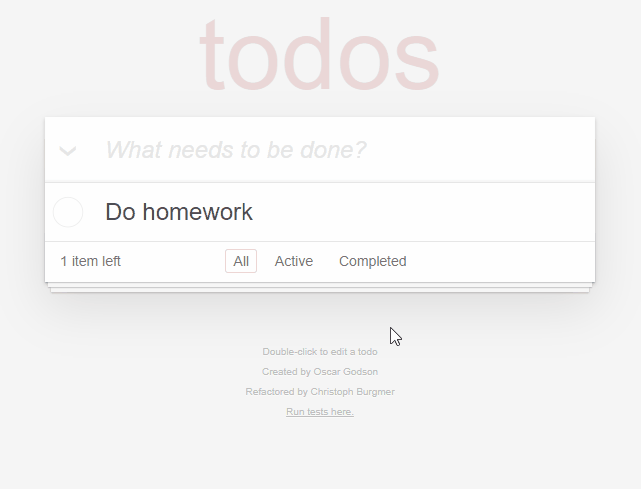 todos
What needs to be done?
Do homework
1 item left All Active Completed
Double-click to edit a todo
Created by Oscar Godson
Refactored by Christoph Burgmer
Run tests here.